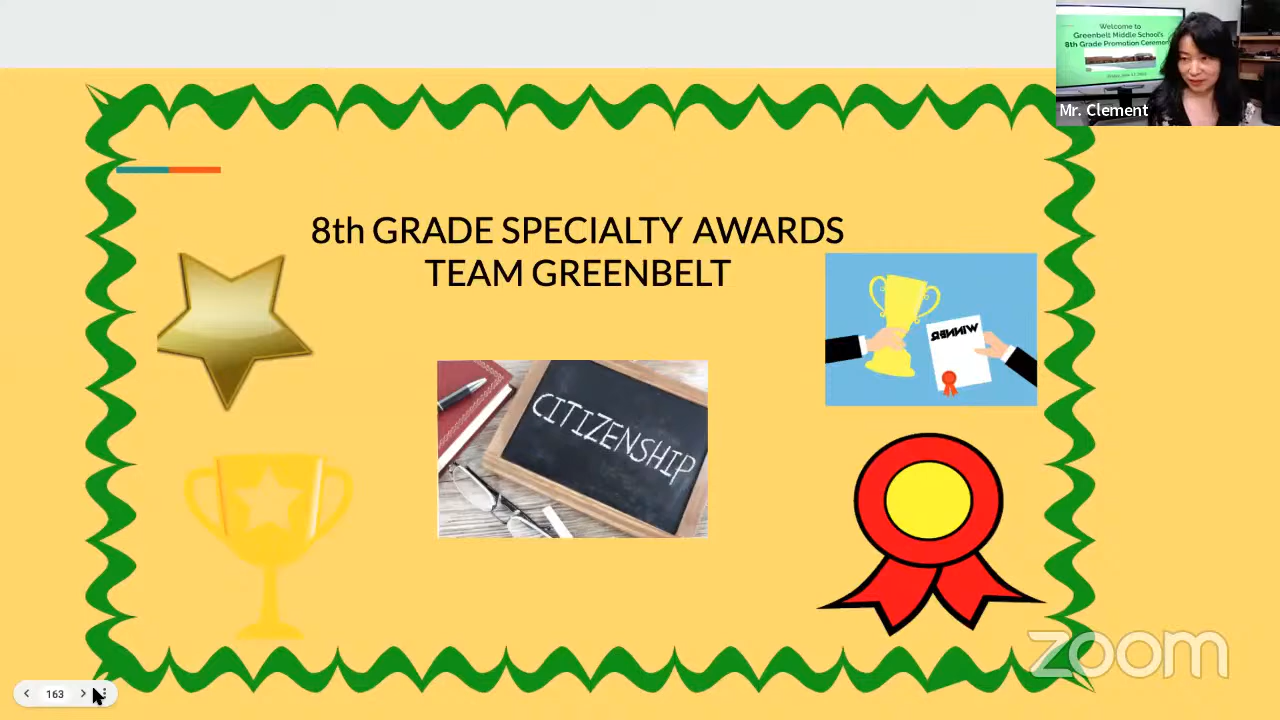 Welcome to
Greenbelt Middle School's
8th Grade Promotion Ceremony
Mr. Clement
8th GRADE SPECIALTY AWARDS
TEAM GREENBELT
WINNER
CITIZENSHIP
zoom
163